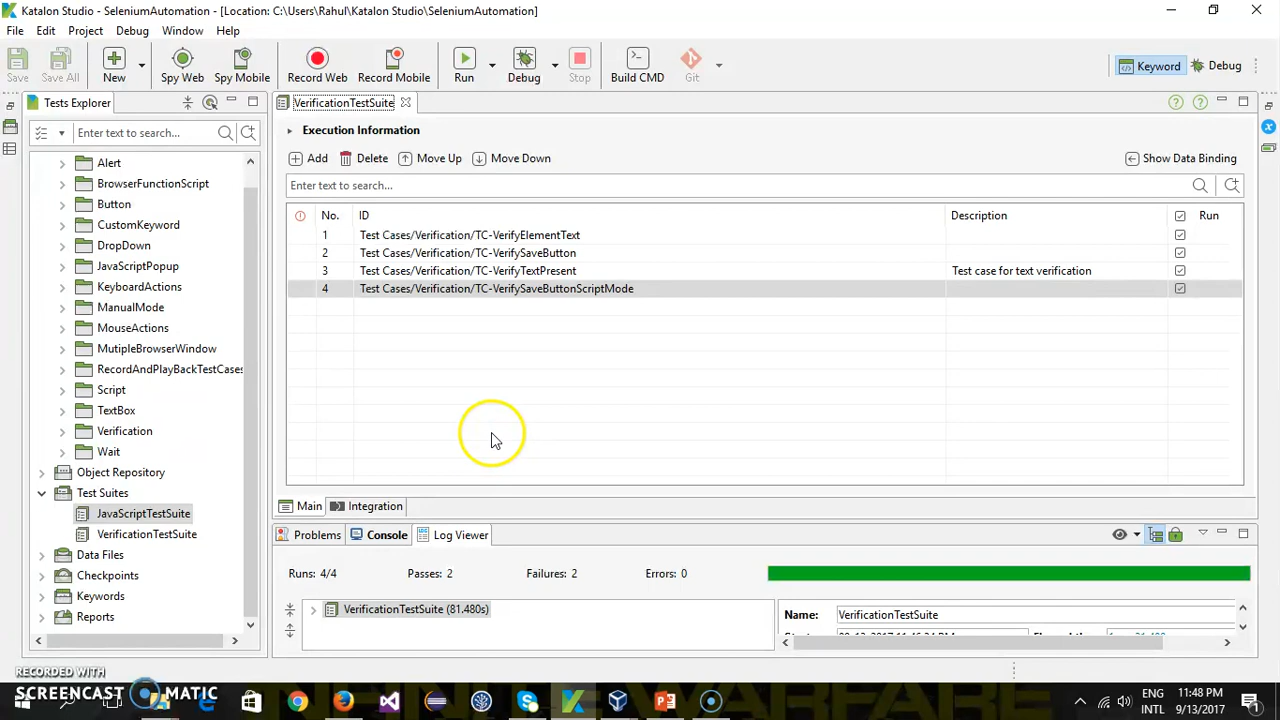 Katalon Studio - SeleniumAutomation - [Location: C:\Users\Rahul\Katalon Studio\SeleniumAutomation]
File Edit Project Debug Window Help
Save Save All New Spy Web Spy Mobile Record Web Record Mobile Run Debug Stop Build CMD Git Keyword Debug
Tests Explorer
Enter text to search...
Alert
BrowserFunctionScript
Button
CustomKeyword
DropDown
JavaScriptPopup
KeyboardActions
ManualMode
MouseActions
MutipleBrowserWindow
RecordAndPlayBackTestCases
Script
TextBox
Verification
Wait
Object Repository
Test Suites
JavaScriptTestSuite
VerificationTestSuite
Data Files
Checkpoints
Keywords
Reports
VerificationTestSuite
Execution Information
Add Delete Move Up Move Down Show Data Binding
Enter text to search...
No. ID Description Run
1 Test Cases/Verification/TC-VerifyElementText
2 Test Cases/Verification/TC-VerifySaveButton
3 Test Cases/Verification/TC-VerifyTextPresent Test case for text verification
4 Test Cases/Verification/TC-VerifySaveButtonScriptMode
Main Integration
Problems Console Log Viewer
Runs: 4/4 Passes: 2 Failures: 2 Errors: 0
VerificationTestSuite (81.480s)
Name: VerificationTestSuite
RECORDED WITH
SCREENCAST MATIC
ENG
INTL
11:48 PM
9/13/2017